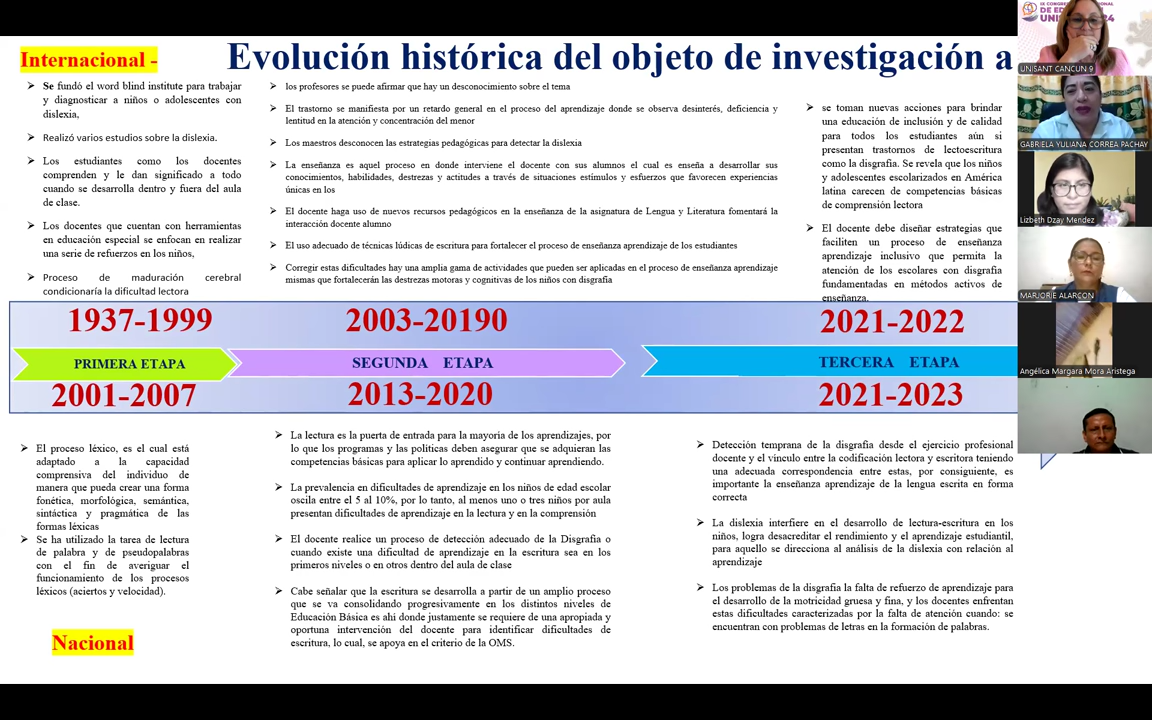 Internacional -
Evolución histórica del objeto de investigación a
Se fundó el word blind institute para trabajar
y diagnosticar a niños o adolescentes con
dislexia,
Realizó varios estudios sobre la dislexia.
Los estudiantes como los docentes
comprenden y le dan significado a todo
cuando se desarrolla dentro y fuera del aula
de clase.
Los docentes que cuentan con herramientas
en educación especial se enfocan en realizar
una serie de refuerzos en los niños,
Proceso de maduración cerebral
condicionaría la dificultad lectora
los profesores se puede afirmar que hay un desconocimiento sobre el tema
El trastorno se manifiesta por un retardo general en el proceso del aprendizaje donde se observa desinterés, deficiencia y
lentitud en la atención y concentración del menor
Los maestros desconocen las estrategias pedagógicas para detectar la dislexia
La enseñanza es aquel proceso en donde interviene el docente con sus alumnos el cual es enseña a desarrollar sus
conocimientos, habilidades, destrezas y actitudes a través de situaciones estímulos y esfuerzos que favorecen experiencias
únicas en los
El docente haga uso de nuevos recursos pedagógicos en la enseñanza de la asignatura de Lengua y Literatura fomentará la
interacción docente alumno
El uso adecuado de técnicas lúdicas de escritura para fortalecer el proceso de enseñanza aprendizaje de los estudiantes
Corregir estas dificultades hay una amplia gama de actividades que pueden ser aplicadas en el proceso de enseñanza aprendizaje
mismas que fortalecerán las destrezas motoras y cognitivas de los niños con disgrafía
se toman nuevas acciones para brindar
una educación de inclusión y de calidad
para todos los estudiantes aún si
presentan trastornos de lectoescritura
como la disgrafía. Se revela que los niños
y adolescentes escolarizados en América
latina carecen de competencias básicas
de comprensión lectora
El docente debe diseñar estrategias que
faciliten un proceso de enseñanza
aprendizaje inclusivo que permita la
atención de los escolares con disgrafía
fundamentadas en métodos activos de
enseñanza.
1937-1999
2003-20190
2021-2022
PRIMERA ETAPA
SEGUNDA ETAPA
TERCERA ETAPA
2001-2007
2013-2020
2021-2023
El proceso léxico, es el cual está
adaptado a la capacidad
comprensiva del individuo de
manera que pueda crear una forma
fonética, morfológica, semántica,
sintáctica y pragmática de las
formas léxicas
Se ha utilizado la tarea de lectura
de palabra y de pseudopalabras
con el fin de averiguar el
funcionamiento de los procesos
léxicos (aciertos y velocidad).
La lectura es la puerta de entrada para la mayoría de los aprendizajes, por
lo que los programas y las políticas deben asegurar que se adquieran las
competencias básicas para aplicar lo aprendido y continuar aprendiendo.
La prevalencia en dificultades de aprendizaje en los niños de edad escolar
oscila entre el 5 al 10%, por lo tanto, al menos uno o tres niños por aula
presentan dificultades de aprendizaje en la lectura y en la comprensión
El docente realice un proceso de detección adecuado de la Disgrafía o
cuando existe una dificultad de aprendizaje en la escritura sea en los
primeros niveles o en otros dentro del aula de clase
Cabe señalar que la escritura se desarrolla a partir de un amplio proceso
que se va consolidando progresivamente en los distintos niveles de
Educación Básica es ahí donde justamente se requiere de una apropiada y
oportuna intervención del docente para identificar dificultades de
escritura, lo cual, se apoya en el criterio de la OMS.
Detección temprana de la disgrafía desde el ejercicio profesional
docente y el vínculo entre la codificación lectora y escritora teniendo
una adecuada correspondencia entre estas, por consiguiente, es
importante la enseñanza aprendizaje de la lengua escrita en forma
correcta
La dislexia interfiere en el desarrollo de lectura-escritura en los
niños, logra desacreditar el rendimiento y el aprendizaje estudiantil,
para aquello se direcciona al análisis de la dislexia con relación al
aprendizaje
Los problemas de la disgrafía la falta de refuerzo de aprendizaje para
el desarrollo de la motricidad gruesa y fina, y los docentes enfrentan
estas dificultades caracterizadas por la falta de atención cuando: se
encuentran con problemas de letras en la formación de palabras.
Nacional
UNISANT CANCUN 9
GABRIELA YULIANA CORREA PACHAY
Lizbeth Dzay Mendez
MARJORIE ALARCON
Angélica Margara Mora Aristega